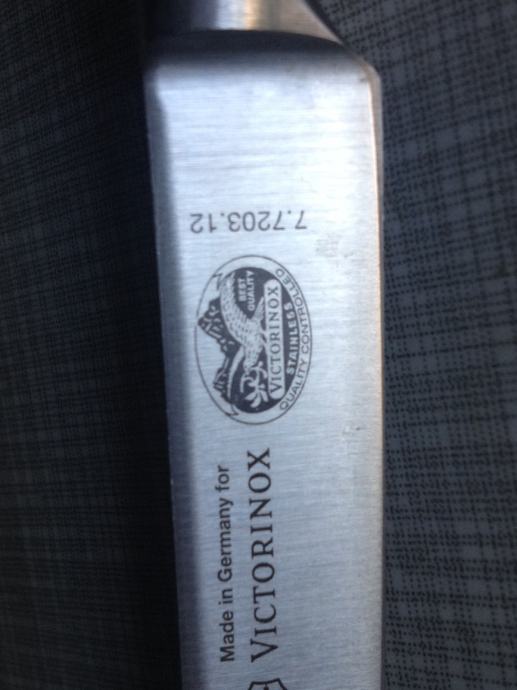 7.7203.12
BEST
QUALITY
VICTORINOX
STAINLESS
QUALITY CONTROLLED
Made in Germany for
VICTORINOX